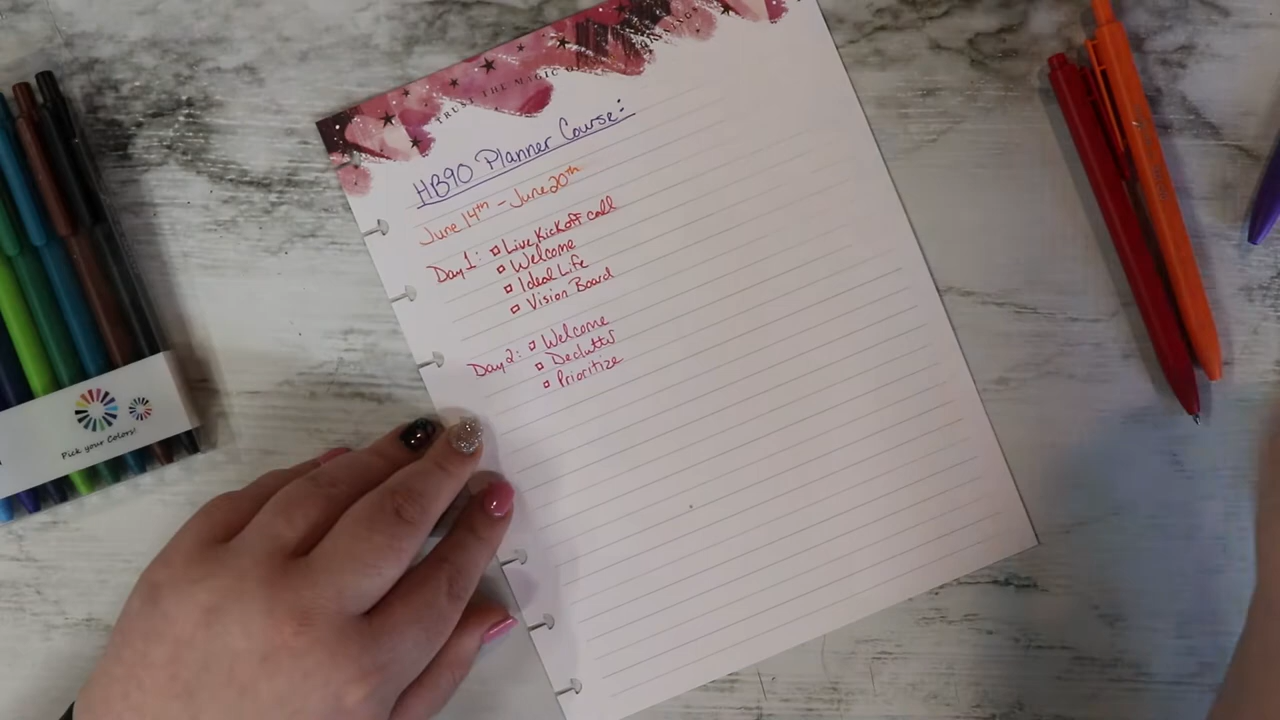 TRUST THE MAGIC
HB90 Planner Course:
June 14th - June 20th
Day 1: Live Kickoff call
Welcome
Ideal Life
Vision Board
Day 2: Welcome
Declutter
Prioritize
Pick your Colors!